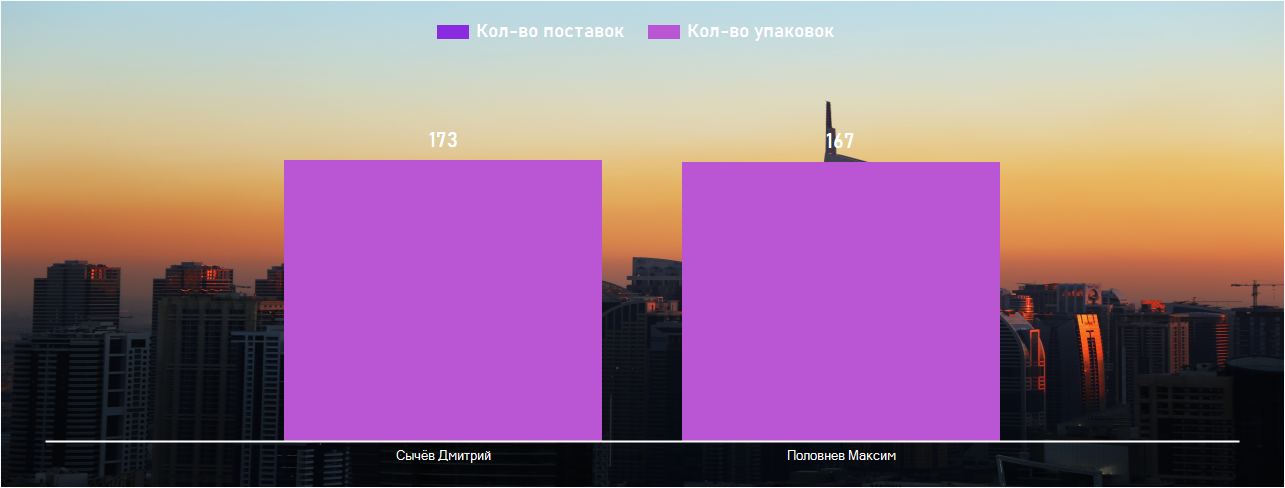 Кол-во поставок Кол-во упаковок
173
167
Сычёв Дмитрий
Половнев Максим